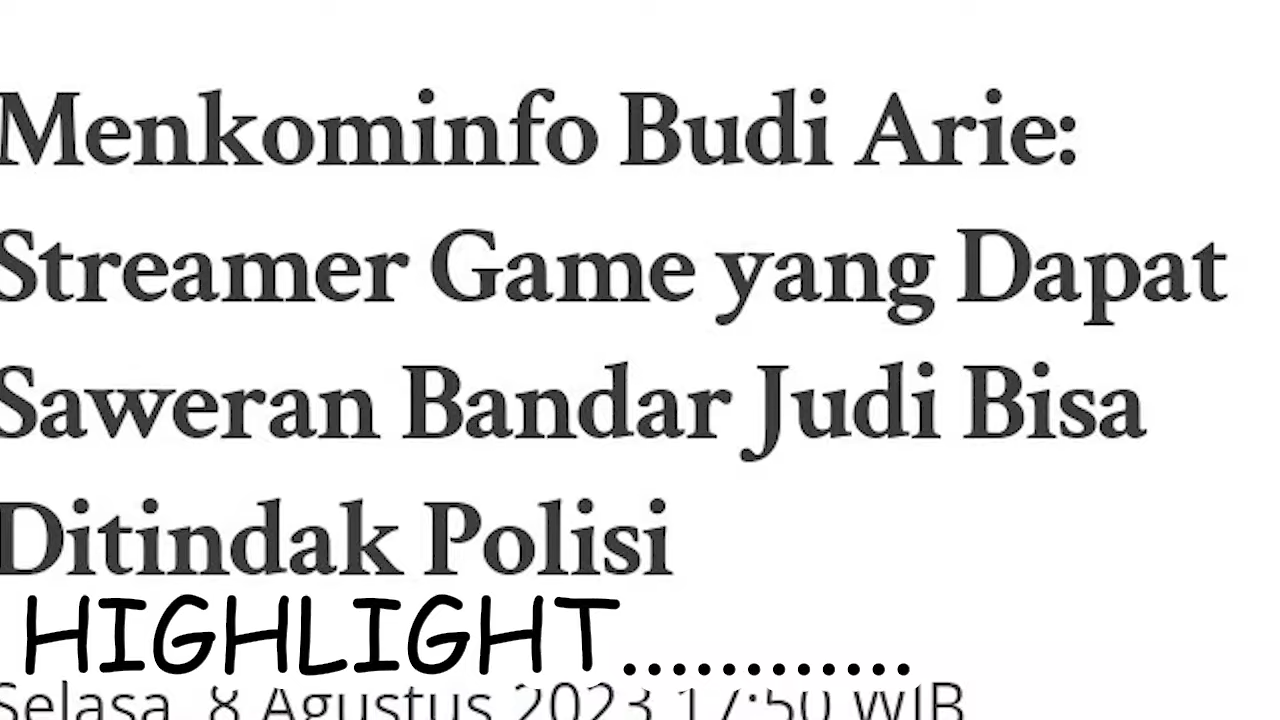 Menkominfo Budi Arie:
Streamer Game yang Dapat
Saweran Bandar Judi Bisa
Ditindak Polisi
HIGHLIGHT............
Selasa, 8 Agustus 2023 17:50 WIB